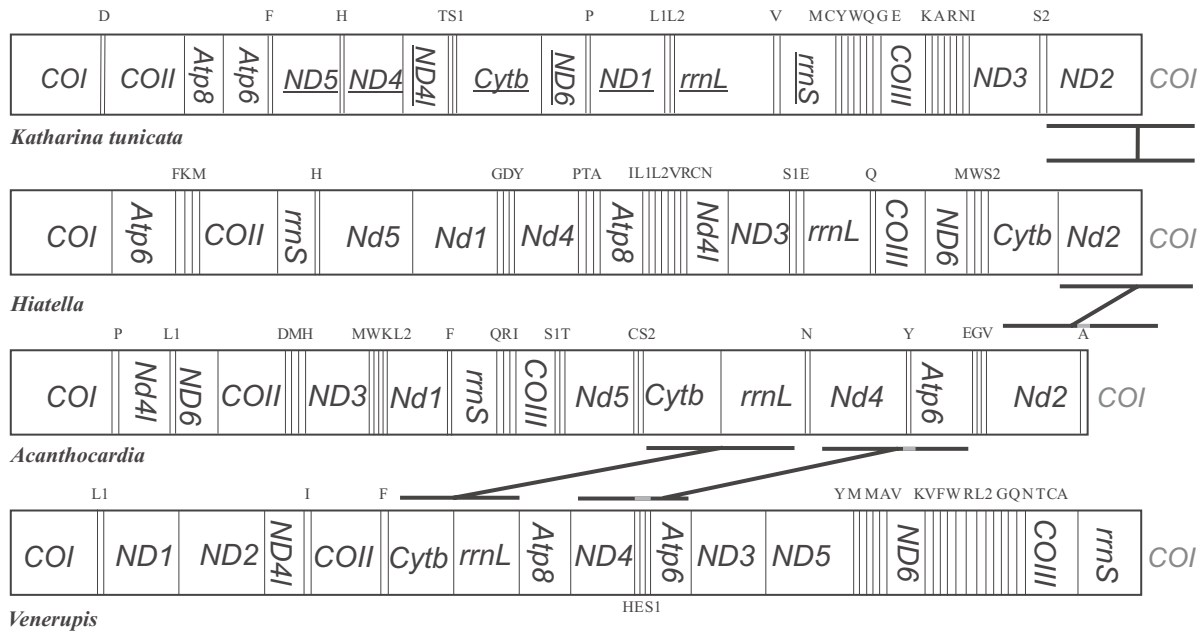 D F H TS1 P L1L2 V MCYWQGE KARNI S2
COI COII Atp8 Atp6 ND5 ND4 ND4l Cytb ND6 ND1 rrnL rrnS COIII ND3 ND2 COI
Katharina tunicata
FKM H GDY PTA IL1L2VRCN S1E Q MWS2
COI Atp6 COII rrnS Nd5 Nd1 Nd4 Atp8 Nd4l ND3 rrnL COIII ND6 Cytb Nd2 COI
Hiatella
P L1 DMH MWKL2 F QRI S1T CS2 N Y EGV A
COI Nd4l ND6 COII ND3 Nd1 rrnS COIII Nd5 Cytb rrnL Nd4 Atp6 Nd2 COI
Acanthocardia
L1 I F YMMAV KVFWRL2 GQNTCA
COI ND1 ND2 ND4l COII Cytb rrnL Atp8 ND4 Atp6 ND3 ND5 ND6 COIII rrnS COI
HES1
Venerupis